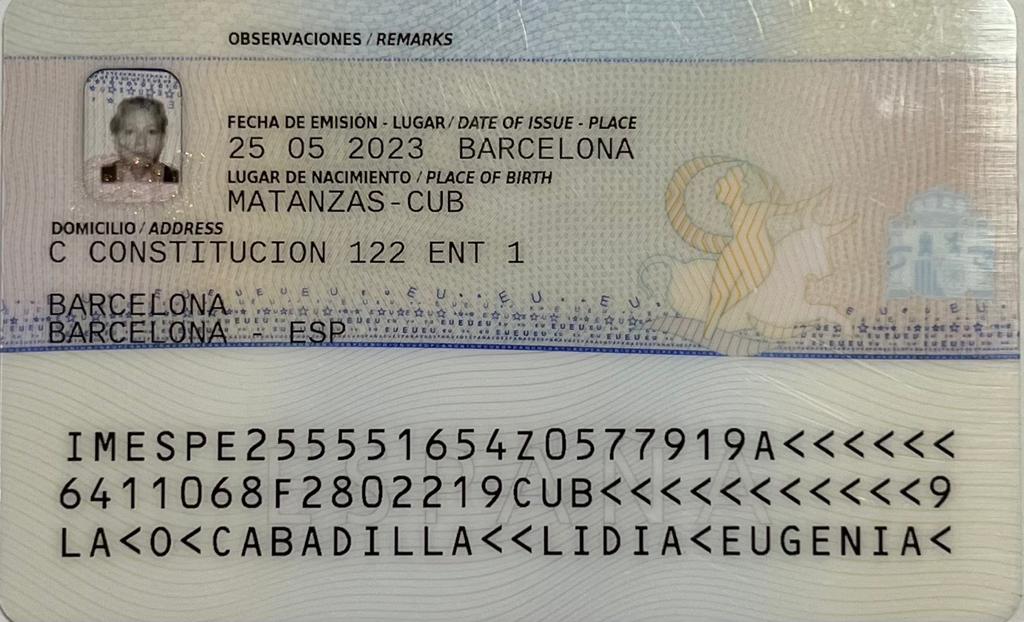 OBSERVACIONES / REMARKS
FECHA DE EMISIÓN - LUGAR / DATE OF ISSUE - PLACE
25 05 2023 BARCELONA
LUGAR DE NACIMIENTO / PLACE OF BIRTH
MATANZAS-CUB
DOMICILIO / ADDRESS
C CONSTITUCION 122 ENT 1
BARCELONA
BARCELONA - ESP
ESPAÑA
IMESPE255551654Z0577919A<<<<<<
6411068F2802219CUB<<<<<<<<<<<9
LA<O<CABADILLA<<LIDIA<EUGENIA<